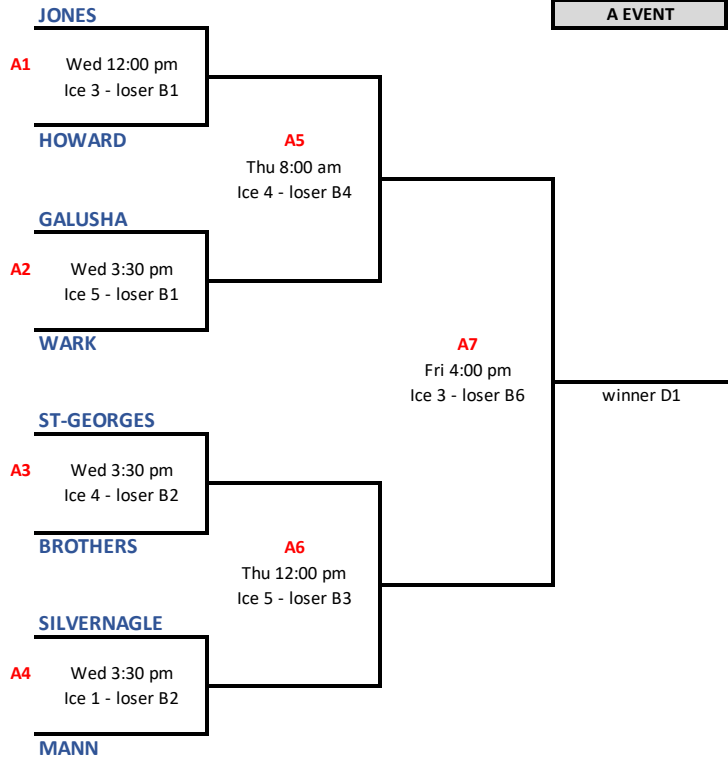 JONES
A EVENT
A1
Wed 12:00 pm
Ice 3 - loser B1
HOWARD
A5
Thu 8:00 am
Ice 4 - loser B4
GALUSHA
A2
Wed 3:30 pm
Ice 5 - loser B1
WARK
A7
Fri 4:00 pm
Ice 3 - loser B6
winner D1
ST-GEORGES
A3
Wed 3:30 pm
Ice 4 - loser B2
BROTHERS
A6
Thu 12:00 pm
Ice 5 - loser B3
SILVERNAGLE
A4
Wed 3:30 pm
Ice 1 - loser B2
MANN